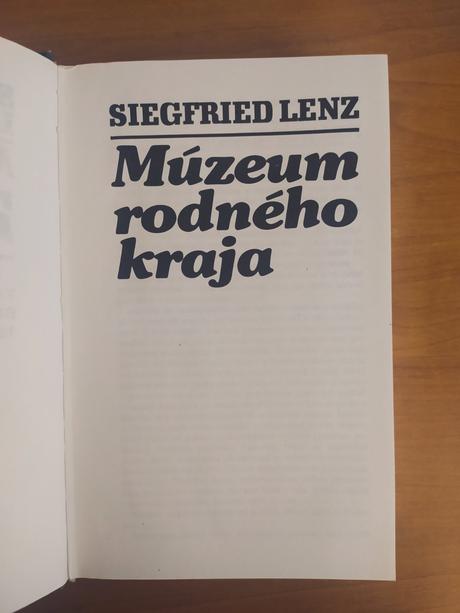 SIEGFRIED LENZ
Múzeum
rodného
kraja